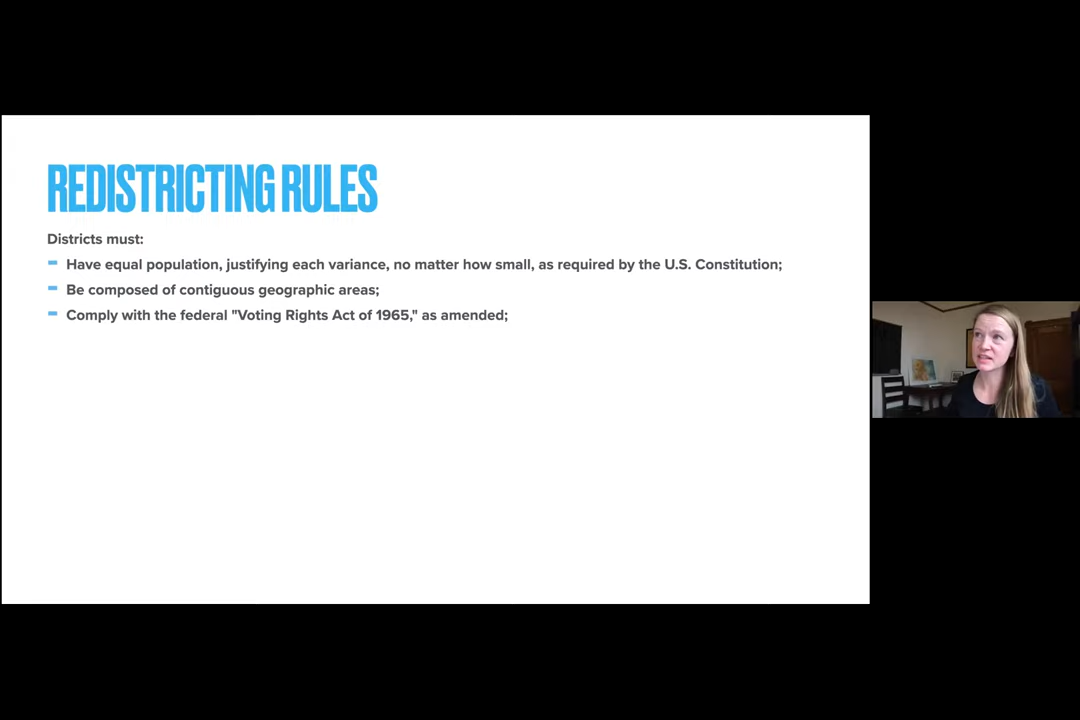 REDISTRICTING RULES
Districts must:
- Have equal population, justifying each variance, no matter how small, as required by the U.S. Constitution;
- Be composed of contiguous geographic areas;
- Comply with the federal "Voting Rights Act of 1965," as amended;